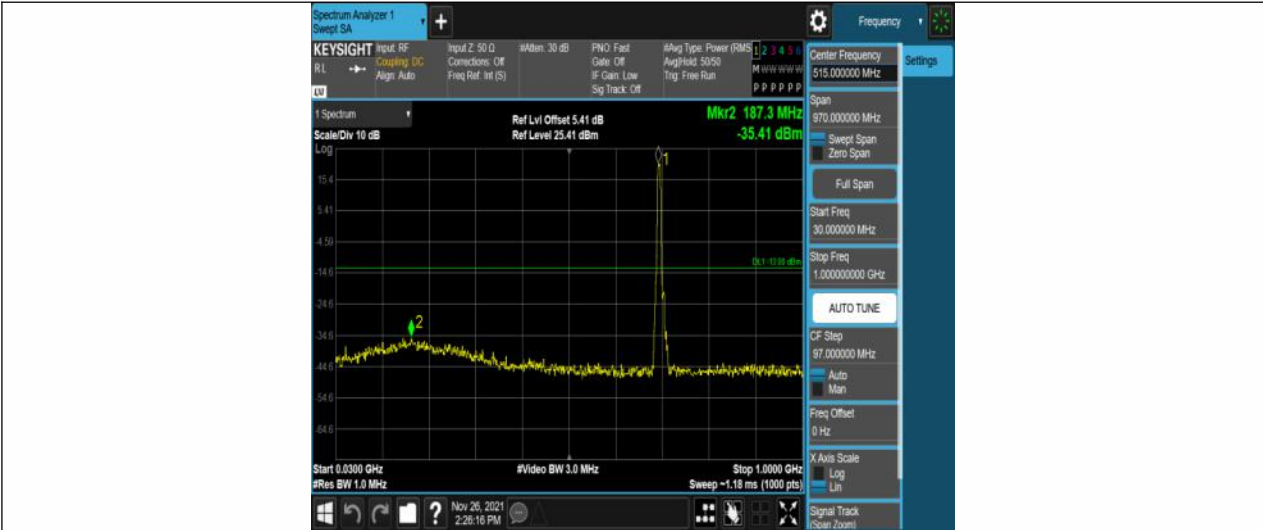 Spectrum Analyzer 1
Swept SA
+
Frequency
KEYSIGHT
Input: RF
Coupling: DC
Align: Auto
Input Z: 50 Ω
Corrections: Off
Freq Ref: Int (S)
#Atten: 30 dB
PNO: Fast
Gate: Off
IF Gain: Low
Sig Track: Off
#Avg Type: Power (RMS
Avg|Hold: 50/50
Trig: Free Run
1 2 3 4 5 6
M W W W W W
P P P P P P
RL
LW
Center Frequency
515.000000 MHz
Settings
Span
970.000000 MHz
Swept Span
Zero Span
Full Span
Start Freq
30.000000 MHz
Stop Freq
1.000000000 GHz
AUTO TUNE
CF Step
97.000000 MHz
Auto
Man
Freq Offset
0 Hz
X Axis Scale
Log
Lin
Signal Track
(Span Zoom)
1 Spectrum
Scale/Div 10 dB
Ref Lvl Offset 5.41 dB
Ref Level 25.41 dBm
Mkr2 187.3 MHz
-35.41 dBm
Log
1
15.4
5.41
-4.59
DL1 -13.00 dBm
-14.6
-24.6
2
-34.6
-44.6
-54.6
-64.6
Start 0.0300 GHz
#Video BW 3.0 MHz
Stop 1.0000 GHz
#Res BW 1.0 MHz
Sweep ~1.18 ms (1000 pts)
?
Nov 26, 2021
2:26:16 PM